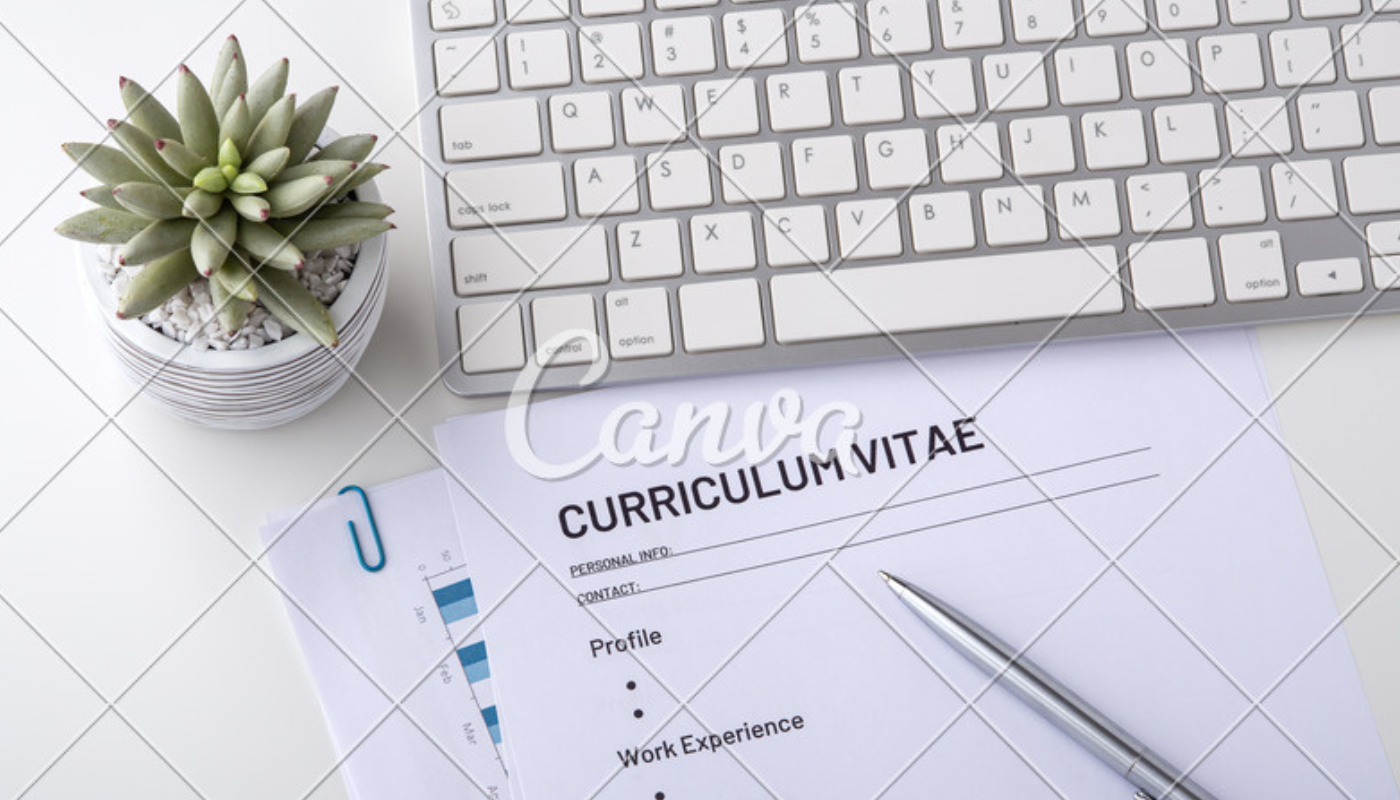 ~
` 
! 1
@ 2
# 3
$ 4
% 5
^ 6
& 7
8
9
0
-
tab
Q W E R T Y U I O P { [ } ]
caps lock
A S D F G H J K L : ; " '
shift
Z X C V B N M < , > . ? /
control
alt option
alt option
◄
Canva
CURRICULUM VITAE
PERSONAL INFO:
CONTACT:
Profile
•
•
Work Experience
•
0 50
Jan
Feb
Mar